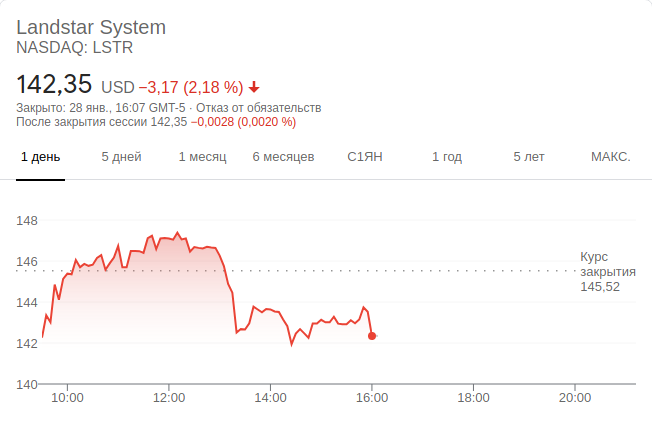 Landstar System
NASDAQ: LSTR
142,35 USD −3,17 (2,18 %)
Закрыто: 28 янв., 16:07 GMT-5 · Отказ от обязательств
После закрытия сессии 142,35 −0,0028 (0,0020 %)
1 день 5 дней 1 месяц 6 месяцев С1ЯН 1 год 5 лет МАКС.
148
146
144
142
140
Курс
закрытия
145,52
10:00 12:00 14:00 16:00 18:00 20:00